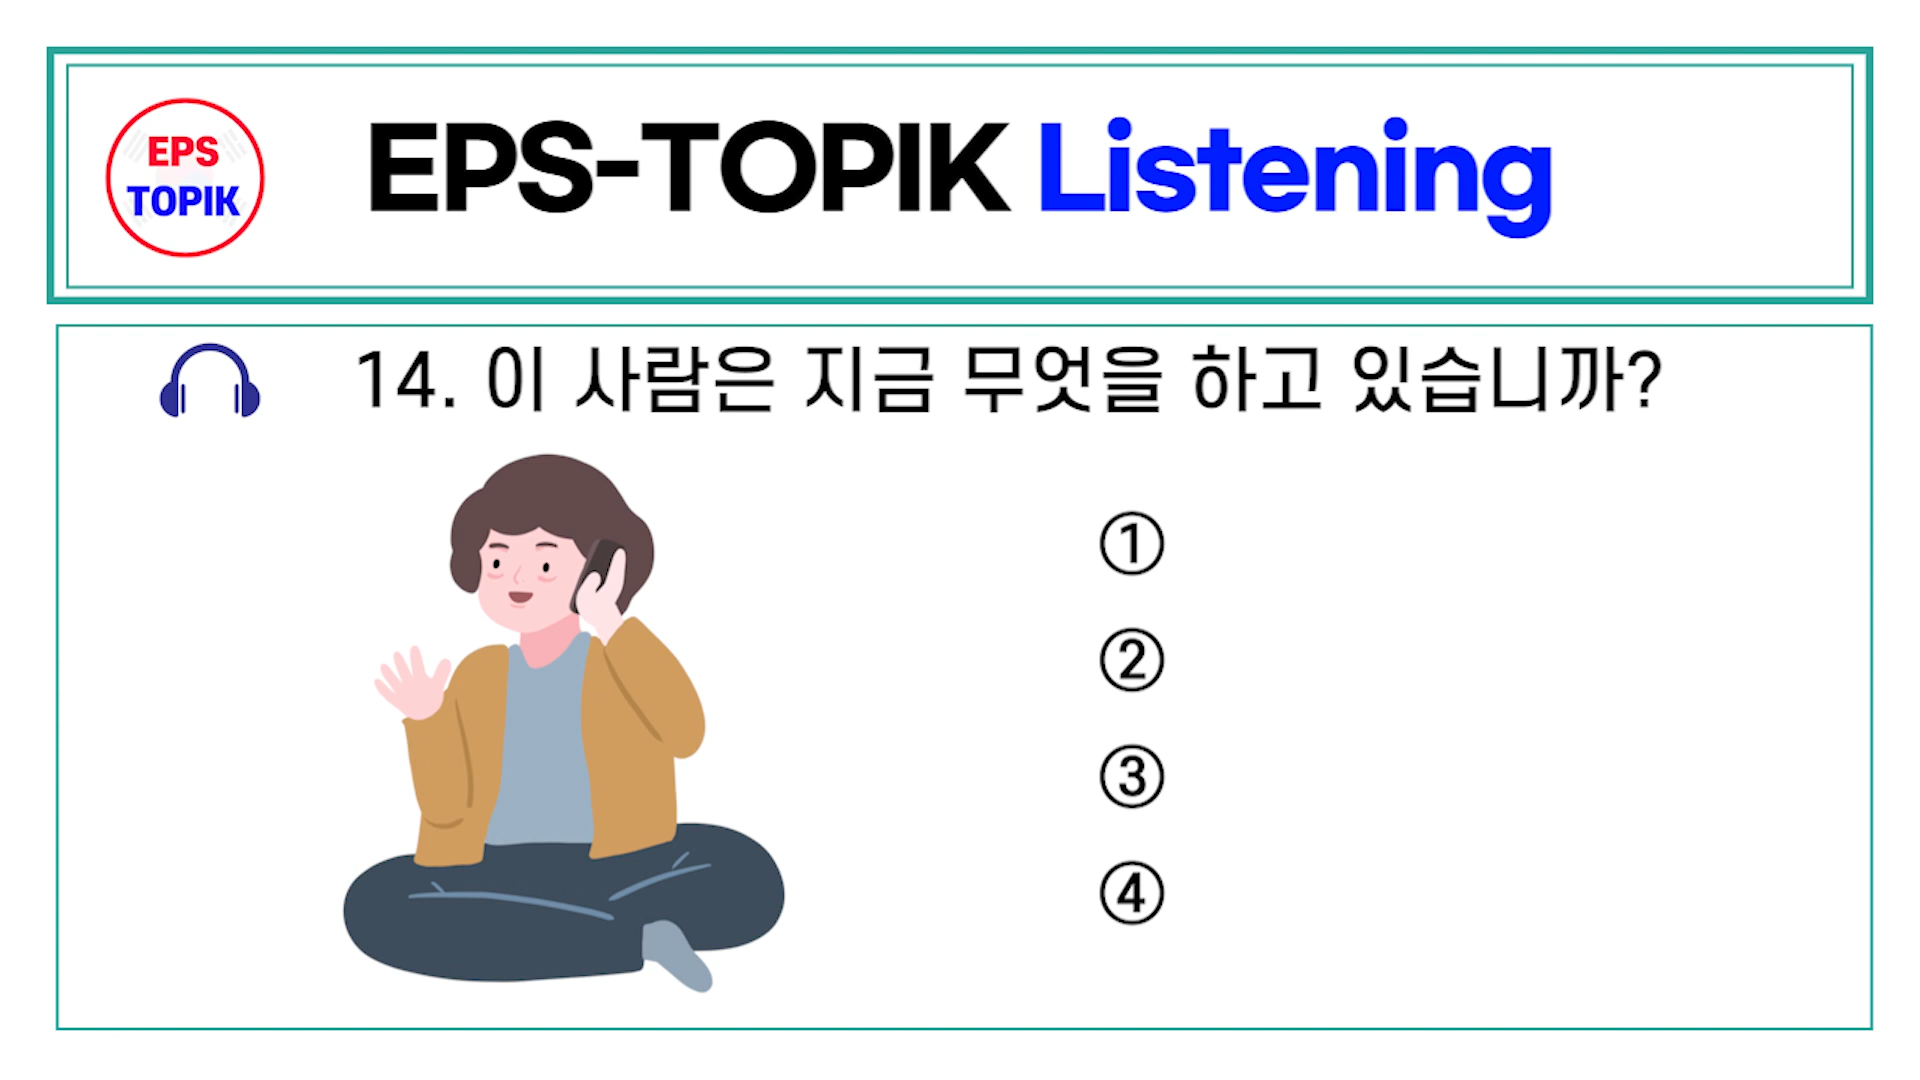 EPS
TOPIK
EPS-TOPIK Listening
14. 이 사람은 지금 무엇을 하고 있습니까?
①
②
③
④